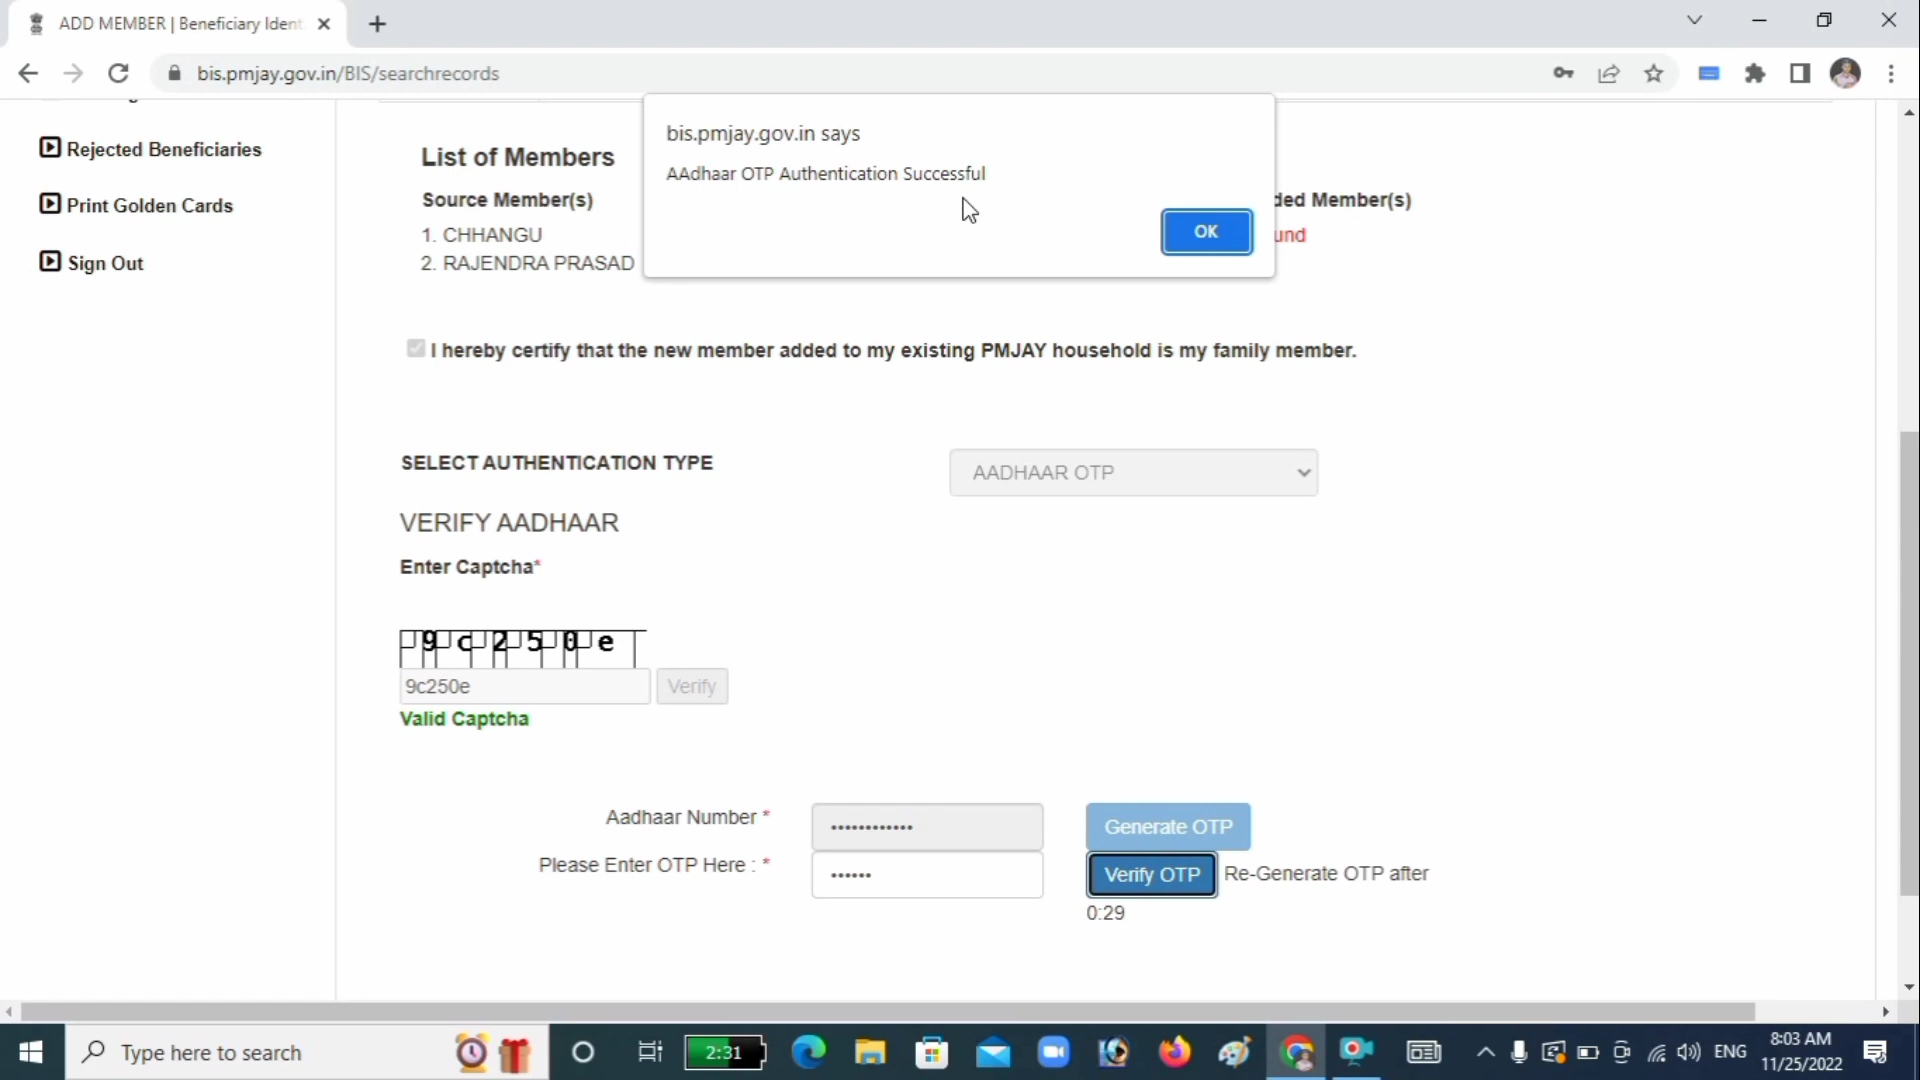 ADD MEMBER | Beneficiary Ident
bis.pmjay.gov.in/BIS/searchrecords
Rejected Beneficiaries
Print Golden Cards
Sign Out
bis.pmjay.gov.in says
AAdhaar OTP Authentication Successful
OK
List of Members
Source Member(s)
ded Member(s)
1. CHHANGU
und
2. RAJENDRA PRASAD
I hereby certify that the new member added to my existing PMJAY household is my family member.
SELECT AUTHENTICATION TYPE
AADHAAR OTP
VERIFY AADHAAR
Enter Captcha*
9c250e
9c250e
Verify
Valid Captcha
Aadhaar Number *
••••••••••••
Generate OTP
Please Enter OTP Here : *
••••••
Verify OTP
Re-Generate OTP after
0:29
Type here to search
2:31
ENG
8:03 AM
11/25/2022